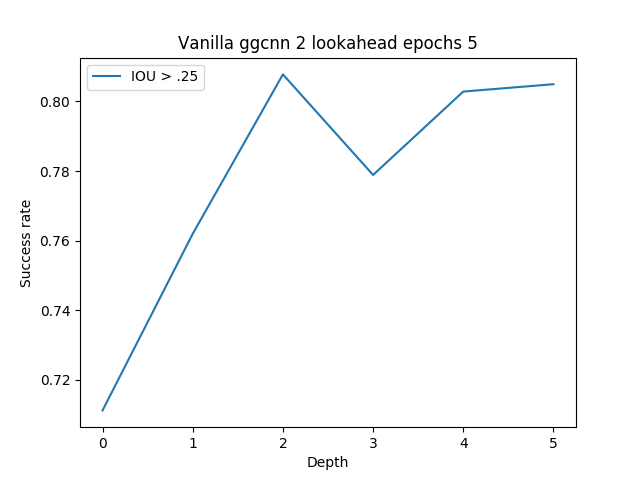 Vanilla ggcnn 2 lookahead epochs 5
IOU > .25
Success rate
0.80
0.78
0.76
0.74
0.72
0 1 2 3 4 5
Depth